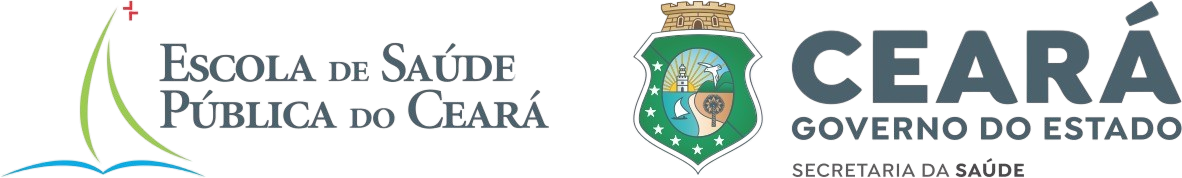 ESCOLA DE SAÚDE
PÚBLICA DO CEARÁ
CEARÁ
GOVERNO DO ESTADO
SECRETARIA DA SAÚDE